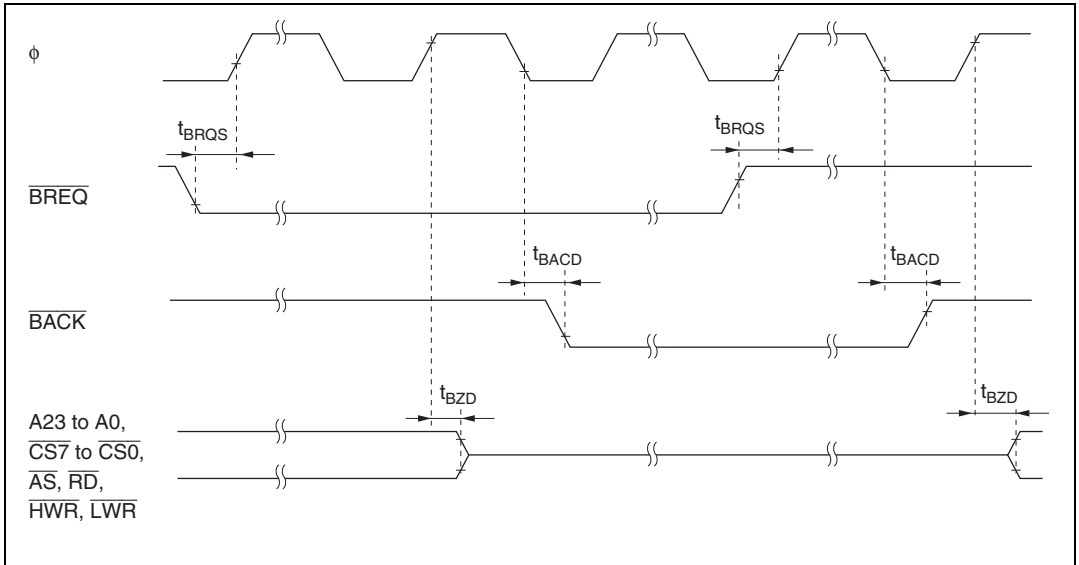 ϕ
tBRQS
tBRQS
BREQ
tBACD
tBACD
BACK
tBZD
tBZD
A23 to A0,
CS7 to CS0,
AS, RD,
HWR, LWR